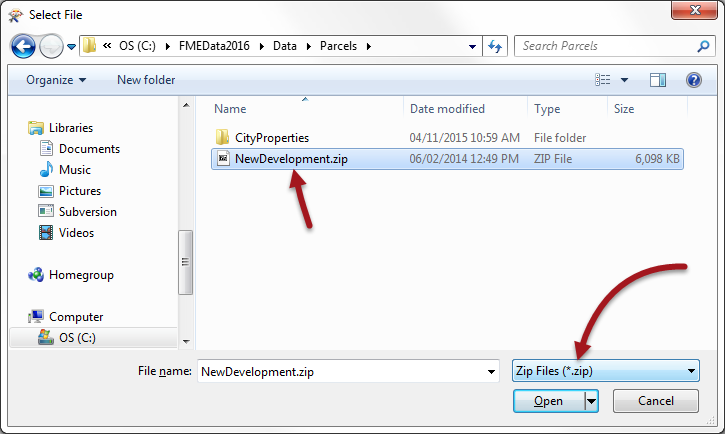 Select File
OS (C:) FMEData2016 Data Parcels Search Parcels
Organize New folder
Name Date modified Type Size
Libraries
Documents
Music
Pictures
Subversion
Videos
Homegroup
Computer
OS (C:)
CityProperties 04/11/2015 10:59 AM File folder
NewDevelopment.zip 06/02/2014 12:49 PM ZIP File 6,098 KB
File name: NewDevelopment.zip Zip Files (*.zip)
Open Cancel